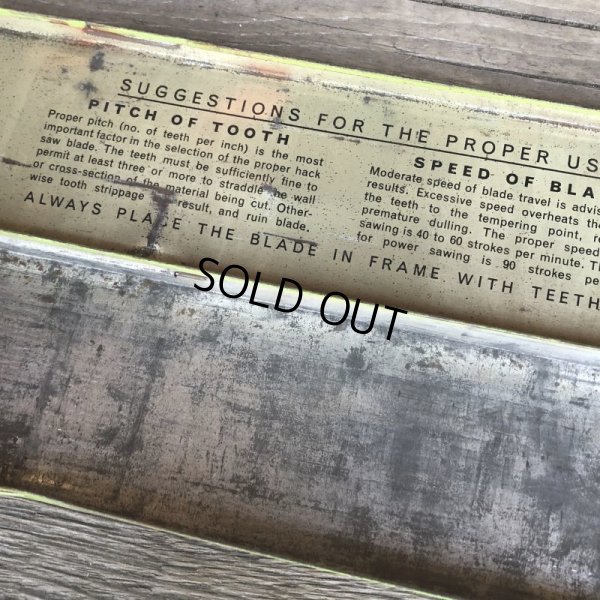 SUGGESTIONS FOR THE PROPER US
PITCH OF TOOTH
Proper pitch (no. of teeth per inch) is the most
important factor in the selection of the proper hack
saw blade. The teeth must be sufficiently fine to
permit at least three or more to straddle the wall
or cross-section of the material being cut. Other-
wise tooth strippage result, and ruin blade.
SPEED OF BLA
Moderate speed of blade travel is advis
results. Excessive speed overheats the
the teeth to the tempering point, re
premature dulling. The proper speed
sawing is 40 to 60 strokes per minute. Th
for power sawing is 90 strokes pe
ALWAYS PLACE THE BLADE IN FRAME WITH TEETH
SOLD OUT